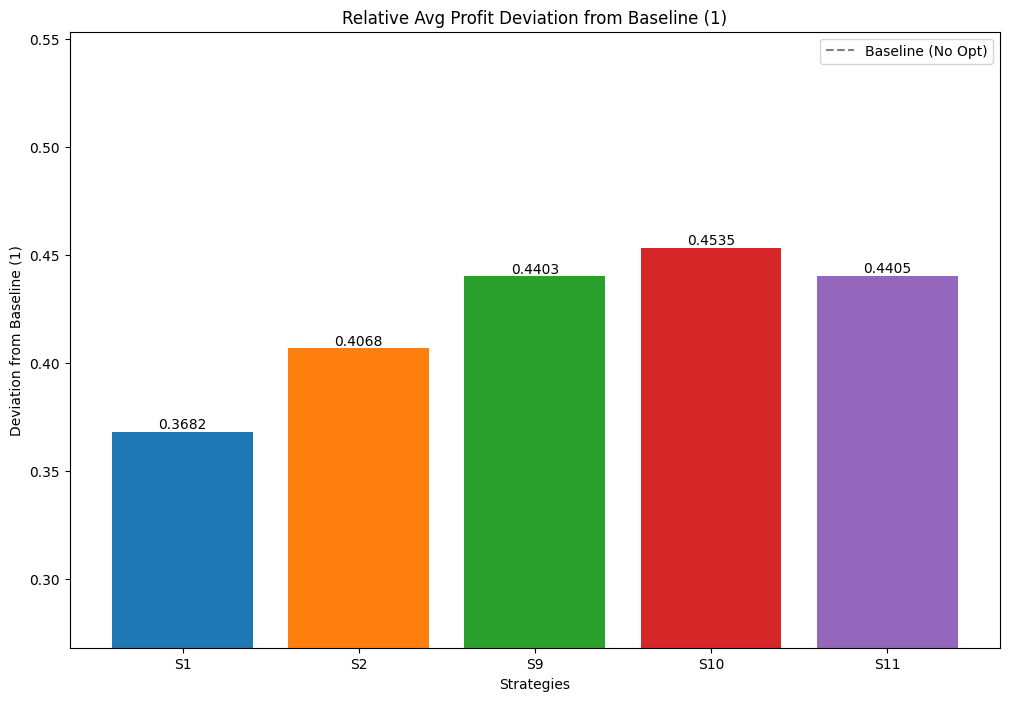 Relative Avg Profit Deviation from Baseline (1)
Baseline (No Opt)
Deviation from Baseline (1)
0.55
0.50
0.45
0.40
0.35
0.30
0.3682
0.4068
0.4403
0.4535
0.4405
S1
S2
S9
S10
S11
Strategies